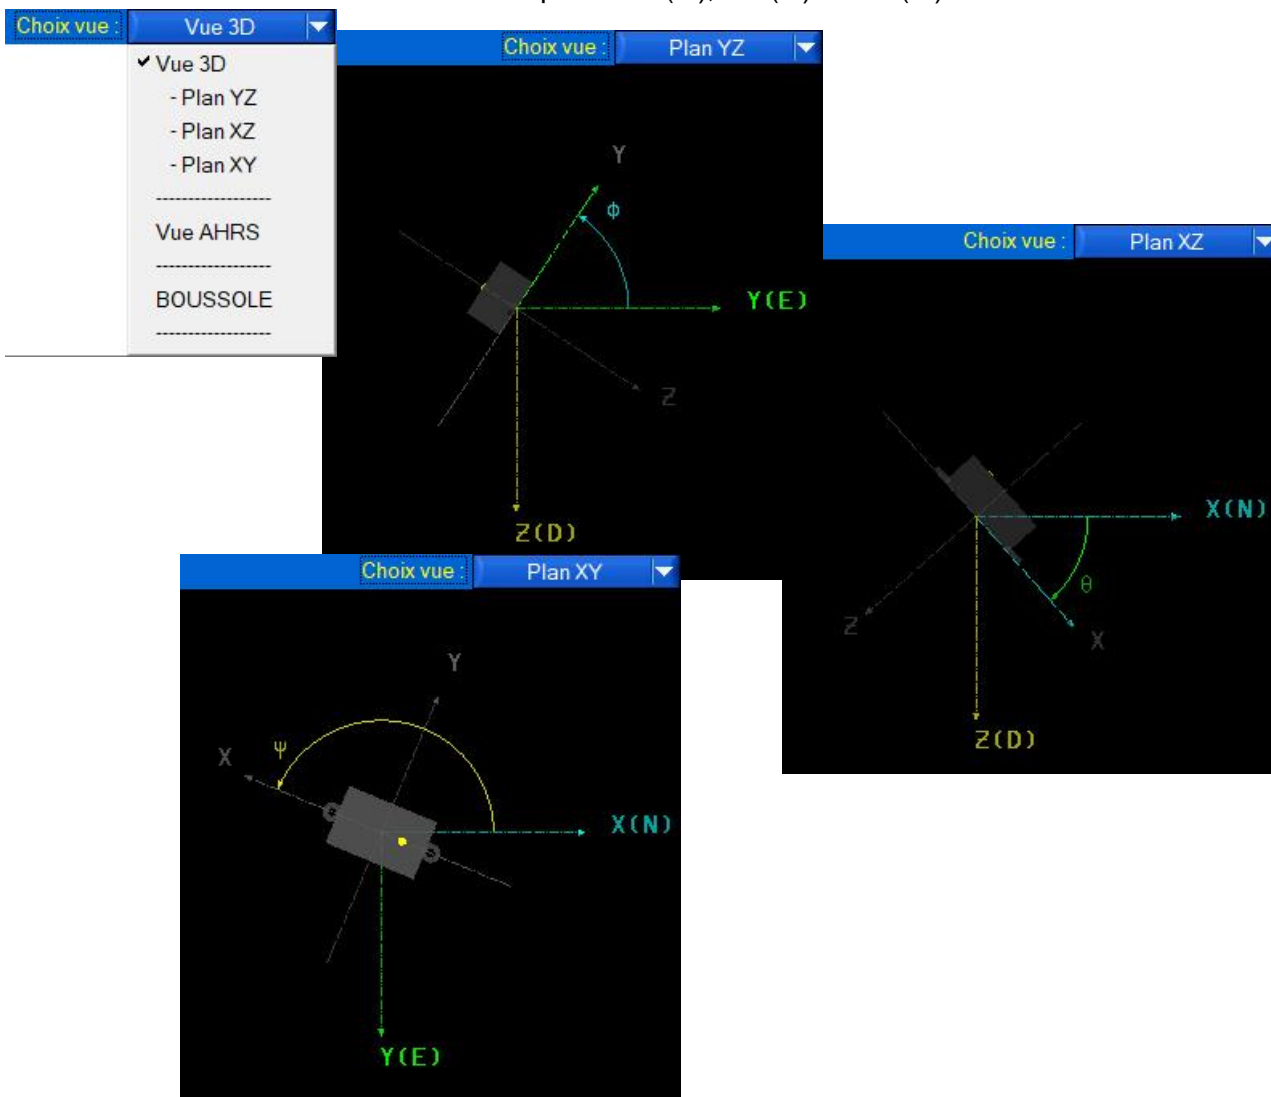 Choix vue : Vue 3D
✔ Vue 3D
- Plan YZ
- Plan XZ
- Plan XY
------------------
Vue AHRS
------------------
BOUSSOLE
------------------
Choix vue : Plan YZ
Y
ϕ
Y(E)
Z
Z(D)
Choix vue : Plan XZ
X(N)
θ
Z
X
Z(D)
Choix vue : Plan XY
Y
ψ
X
X(N)
Y(E)